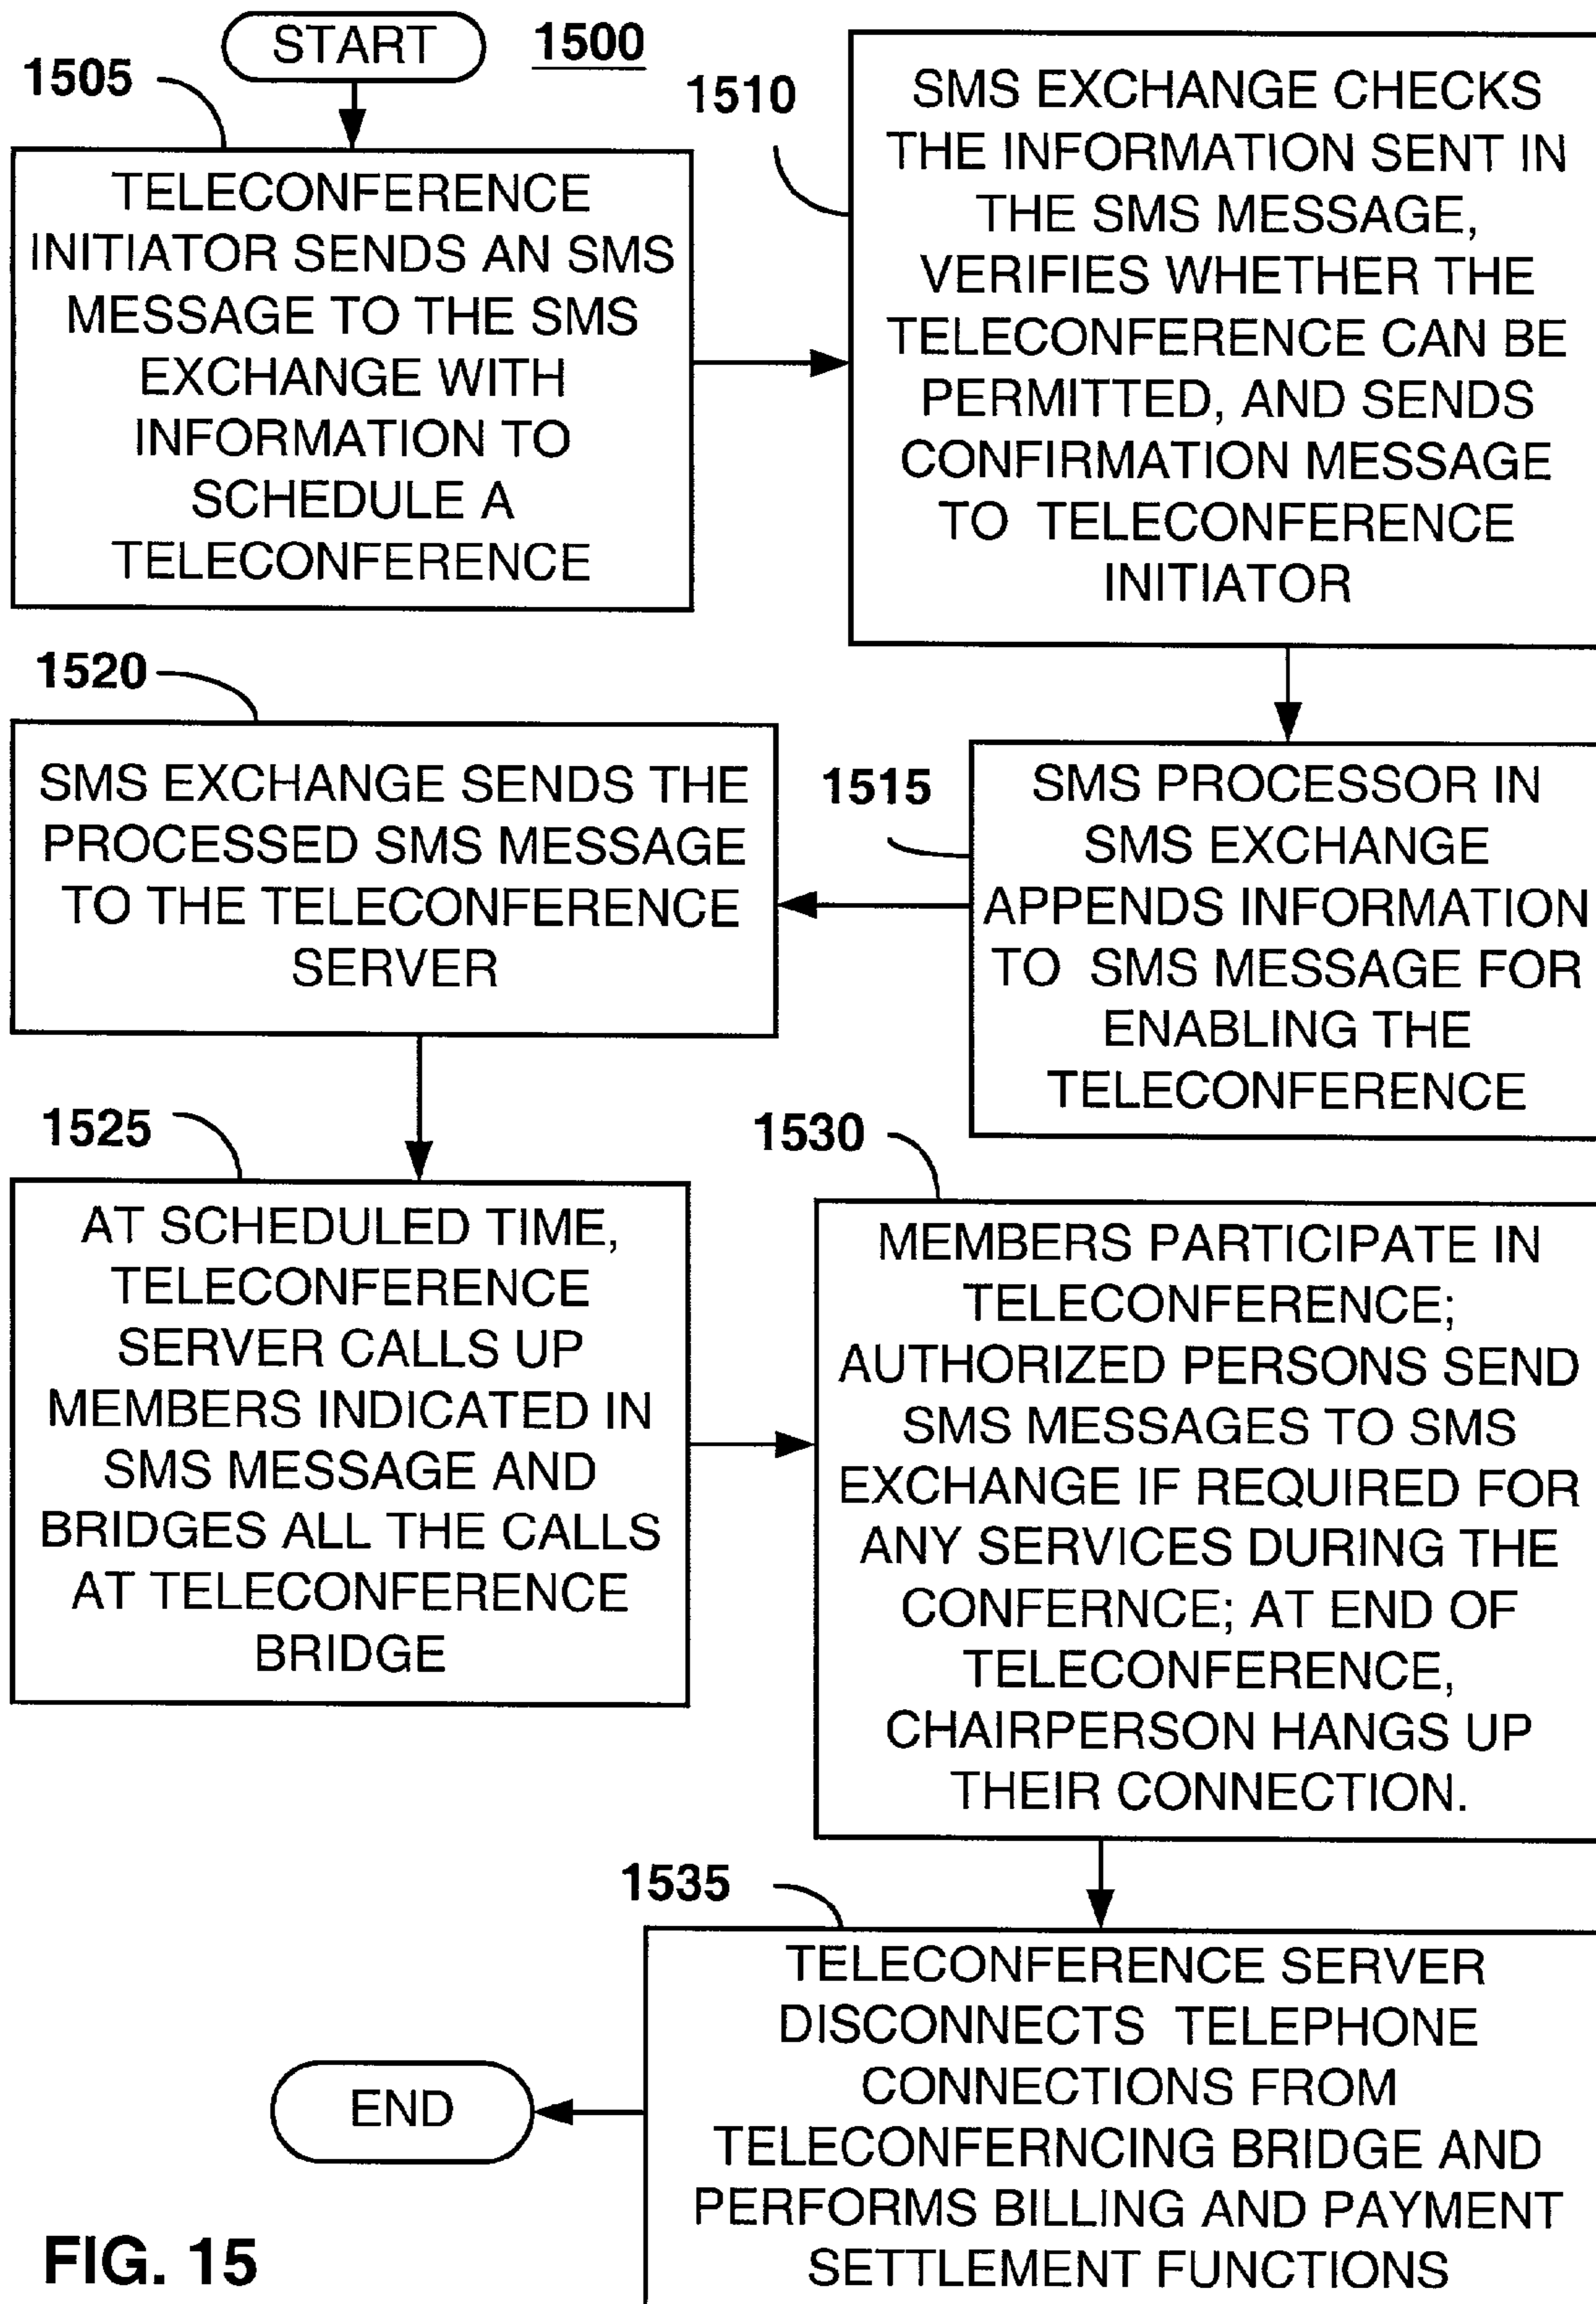 START
1500
1505
TELECONFERENCE
INITIATOR SENDS AN SMS
MESSAGE TO THE SMS
EXCHANGE WITH
INFORMATION TO
SCHEDULE A
TELECONFERENCE
1510
SMS EXCHANGE CHECKS
THE INFORMATION SENT IN
THE SMS MESSAGE,
VERIFIES WHETHER THE
TELECONFERENCE CAN BE
PERMITTED, AND SENDS
CONFIRMATION MESSAGE
TO TELECONFERENCE
INITIATOR
1515
SMS PROCESSOR IN
SMS EXCHANGE
APPENDS INFORMATION
TO SMS MESSAGE FOR
ENABLING THE
TELECONFERENCE
1520
SMS EXCHANGE SENDS THE
PROCESSED SMS MESSAGE
TO THE TELECONFERENCE
SERVER
1525
AT SCHEDULED TIME,
TELECONFERENCE
SERVER CALLS UP
MEMBERS INDICATED IN
SMS MESSAGE AND
BRIDGES ALL THE CALLS
AT TELECONFERENCE
BRIDGE
1530
MEMBERS PARTICIPATE IN
TELECONFERENCE;
AUTHORIZED PERSONS SEND
SMS MESSAGES TO SMS
EXCHANGE IF REQUIRED FOR
ANY SERVICES DURING THE
CONFERNCE; AT END OF
TELECONFERENCE,
CHAIRPERSON HANGS UP
THEIR CONNECTION.
1535
TELECONFERENCE SERVER
DISCONNECTS TELEPHONE
CONNECTIONS FROM
TELECONFERNCING BRIDGE AND
PERFORMS BILLING AND PAYMENT
SETTLEMENT FUNCTIONS
END
FIG. 15